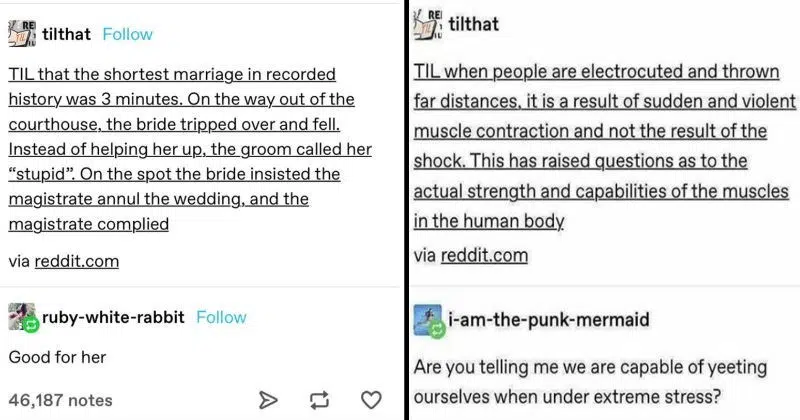 tilthat Follow
TIL that the shortest marriage in recorded
history was 3 minutes. On the way out of the
courthouse, the bride tripped over and fell.
Instead of helping her up, the groom called her
“stupid”. On the spot the bride insisted the
magistrate annul the wedding, and the
magistrate complied
via reddit.com
ruby-white-rabbit Follow
Good for her
46,187 notes
tilthat
TIL when people are electrocuted and thrown
far distances, it is a result of sudden and violent
muscle contraction and not the result of the
shock. This has raised questions as to the
actual strength and capabilities of the muscles
in the human body
via reddit.com
i-am-the-punk-mermaid
Are you telling me we are capable of yeeting
ourselves when under extreme stress?